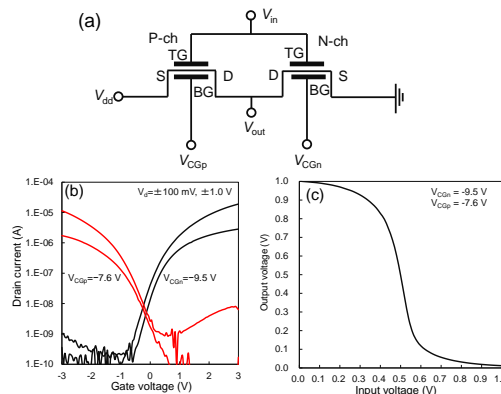 (a)
V_in
P-ch
N-ch
TG
TG
S
D
D
S
BG
BG
V_dd
V_out
V_CGp
V_CGn
(b)
V_d=±100 mV, ±1.0 V
V_CGp=−7.6
V_CGn=−9.5
Drain current (A)
1.E-04
1.E-05
1.E-06
1.E-07
1.E-08
1.E-09
1.E-10
-3 -2 -1 0 1 2 3
Gate voltage (V)
(c)
V_CGn = -9.5 V
V_CGp = -7.6 V
Output voltage (V)
1.0
0.9
0.8
0.7
0.6
0.5
0.4
0.3
0.2
0.1
0.0
0.0 0.1 0.2 0.3 0.4 0.5 0.6 0.7 0.8 0.9 1.0
Input voltage (V)